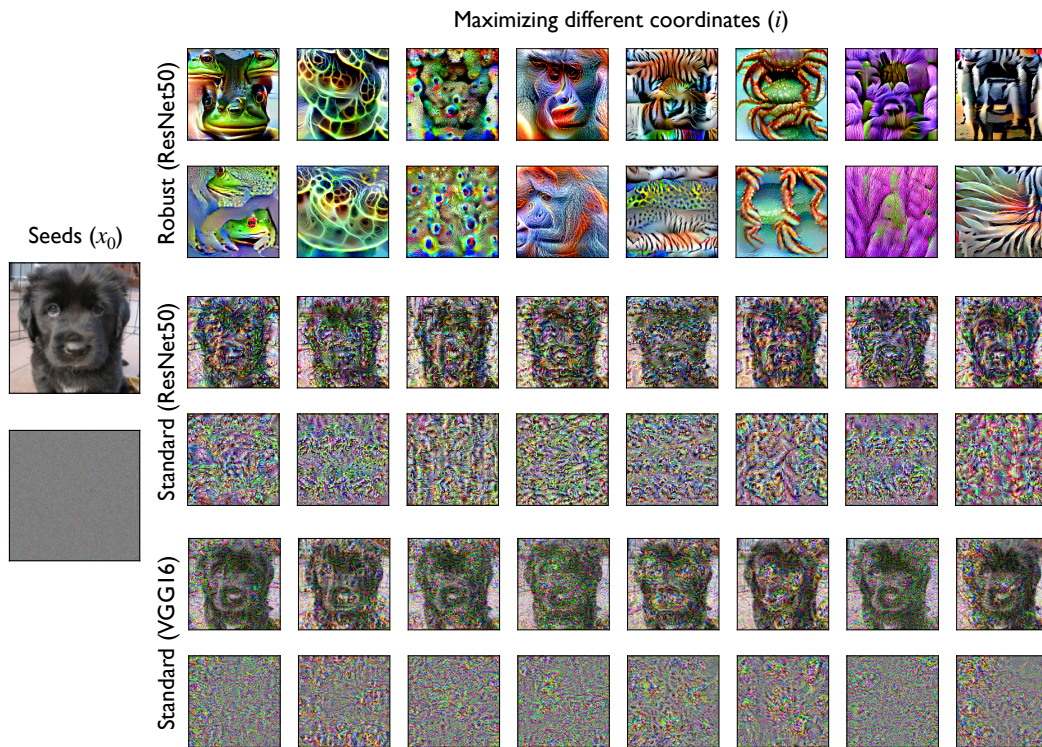 Maximizing different coordinates (i)
Robust (ResNet50)
Seeds (x0)
Standard (ResNet50)
Standard (VGG16)